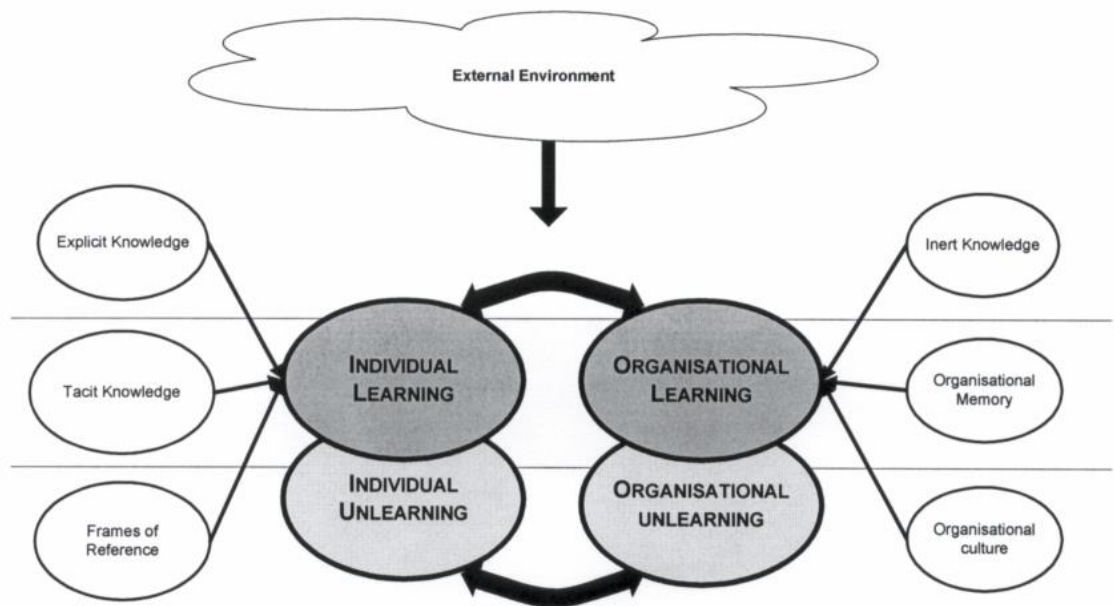 External Environment
Explicit Knowledge
Inert Knowledge
Tacit Knowledge
INDIVIDUAL
LEARNING
ORGANISATIONAL
LEARNING
Organisational
Memory
INDIVIDUAL
UNLEARNING
ORGANISATIONAL
UNLEARNING
Frames of
Reference
Organisational
culture